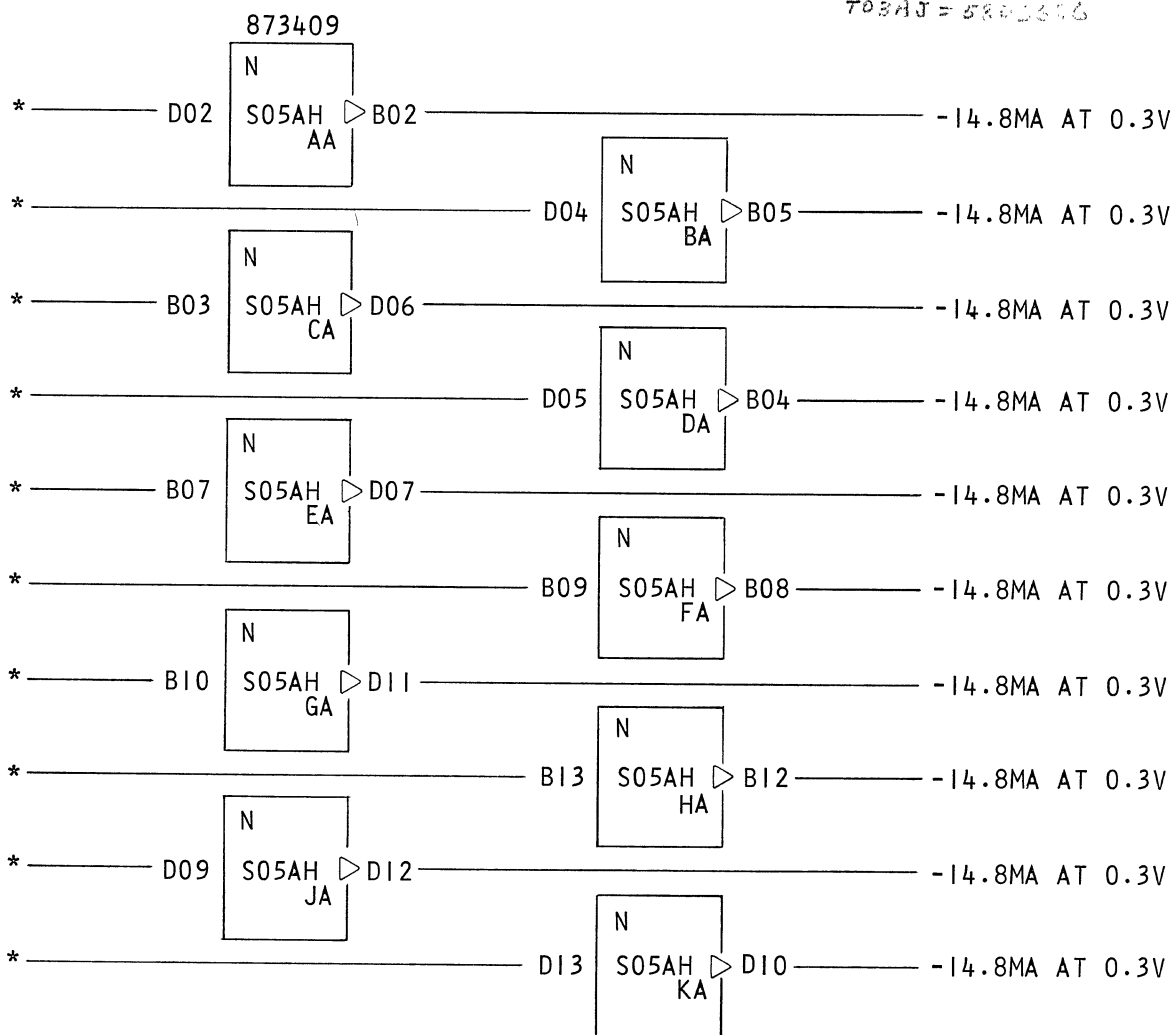 873409
N
* D02 S05AH B02 -14.8MA AT 0.3V
AA
N
* D04 S05AH B05 -14.8MA AT 0.3V
BA
N
* B03 S05AH D06 -14.8MA AT 0.3V
CA
N
* D05 S05AH B04 -14.8MA AT 0.3V
DA
N
* B07 S05AH D07 -14.8MA AT 0.3V
EA
N
* B09 S05AH B08 -14.8MA AT 0.3V
FA
N
* B10 S05AH D11 -14.8MA AT 0.3V
GA
N
* B13 S05AH B12 -14.8MA AT 0.3V
HA
N
* D09 S05AH D12 -14.8MA AT 0.3V
JA
N
* D13 S05AH D10 -14.8MA AT 0.3V
KA